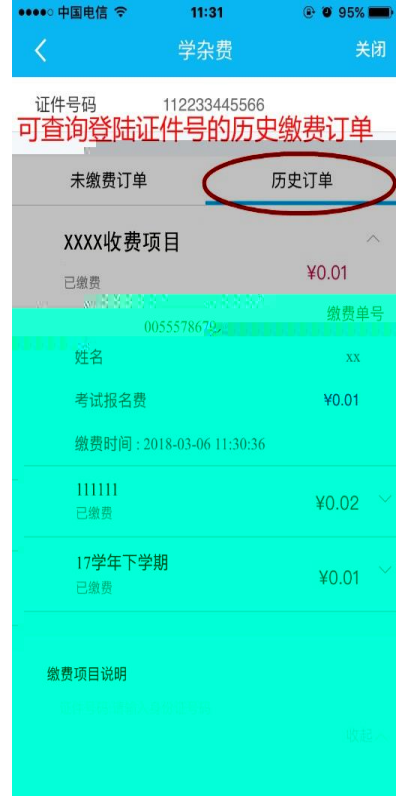 中国电信 11:31 95%
学杂费 关闭
证件号码 112233445566
可查询登陆证件号的历史缴费订单
未缴费订单 历史订单
XXXX收费项目
已缴费 ¥0.01
缴费单号
姓名 xx
考试报名费 ¥0.01
缴费时间 : 2018-03-06 11:30:36
111111
已缴费 ¥0.02
17学年下学期
已缴费 ¥0.01
缴费项目说明